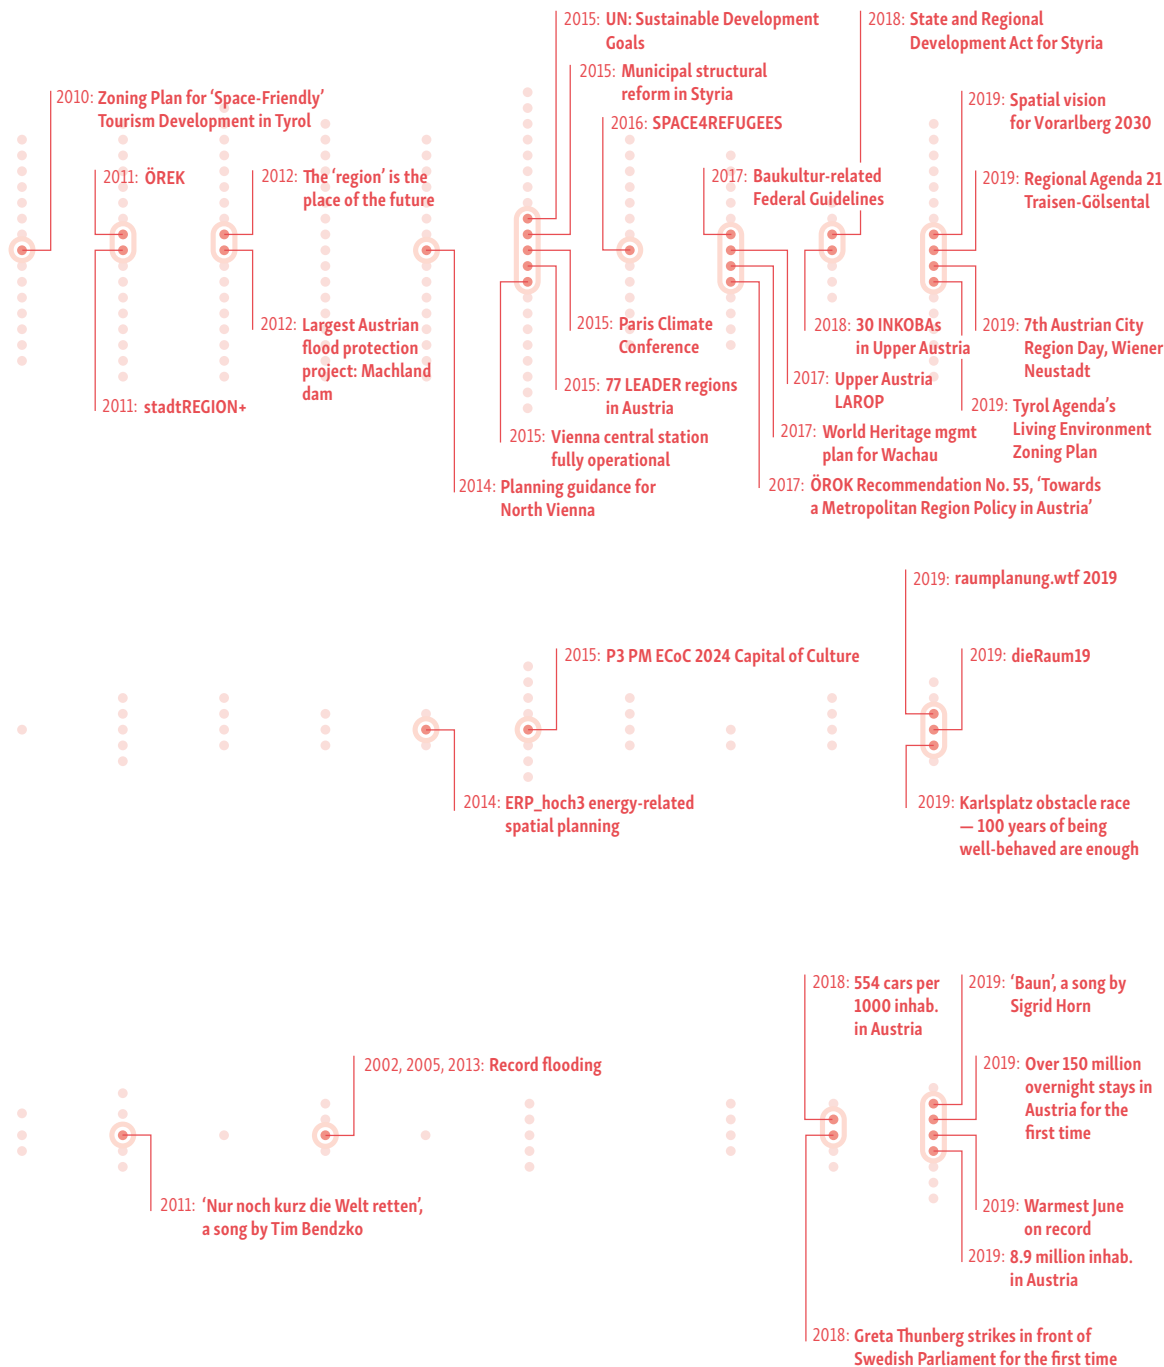 2015: UN: Sustainable Development
Goals
2018: State and Regional
Development Act for Styria
2015: Municipal structural
reform in Styria
2010: Zoning Plan for ‘Space-Friendly’
Tourism Development in Tyrol
2016: SPACE4REFUGEES
2019: Spatial vision
for Vorarlberg 2030
2011: ÖREK
2012: The ‘region’ is the
place of the future
2017: Baukultur-related
Federal Guidelines
2019: Regional Agenda 21
Traisen-Gölsental
2012: Largest Austrian
flood protection
project: Machland
dam
2015: Paris Climate
Conference
2018: 30 INKOBAs
in Upper Austria
2019: 7th Austrian City
Region Day, Wiener
Neustadt
2011: stadtREGION+
2015: 77 LEADER regions
in Austria
2017: Upper Austria
LAROP
2019: Tyrol Agenda’s
Living Environment
Zoning Plan
2015: Vienna central station
fully operational
2017: World Heritage mgmt
plan for Wachau
2014: Planning guidance for
North Vienna
2017: ÖROK Recommendation No. 55, ‘Towards
a Metropolitan Region Policy in Austria’
2019: raumplanung.wtf 2019
2015: P3 PM ECoC 2024 Capital of Culture
2019: dieRaum19
2014: ERP_hoch3 energy-related
spatial planning
2019: Karlsplatz obstacle race
— 100 years of being
well-behaved are enough
2018: 554 cars per
1000 inhab.
in Austria
2019: ‘Baun’, a song by
Sigrid Horn
2002, 2005, 2013: Record flooding
2019: Over 150 million
overnight stays in
Austria for the
first time
2011: ‘Nur noch kurz die Welt retten’,
a song by Tim Bendzko
2019: Warmest June
on record
2019: 8.9 million inhab.
in Austria
2018: Greta Thunberg strikes in front of
Swedish Parliament for the first time